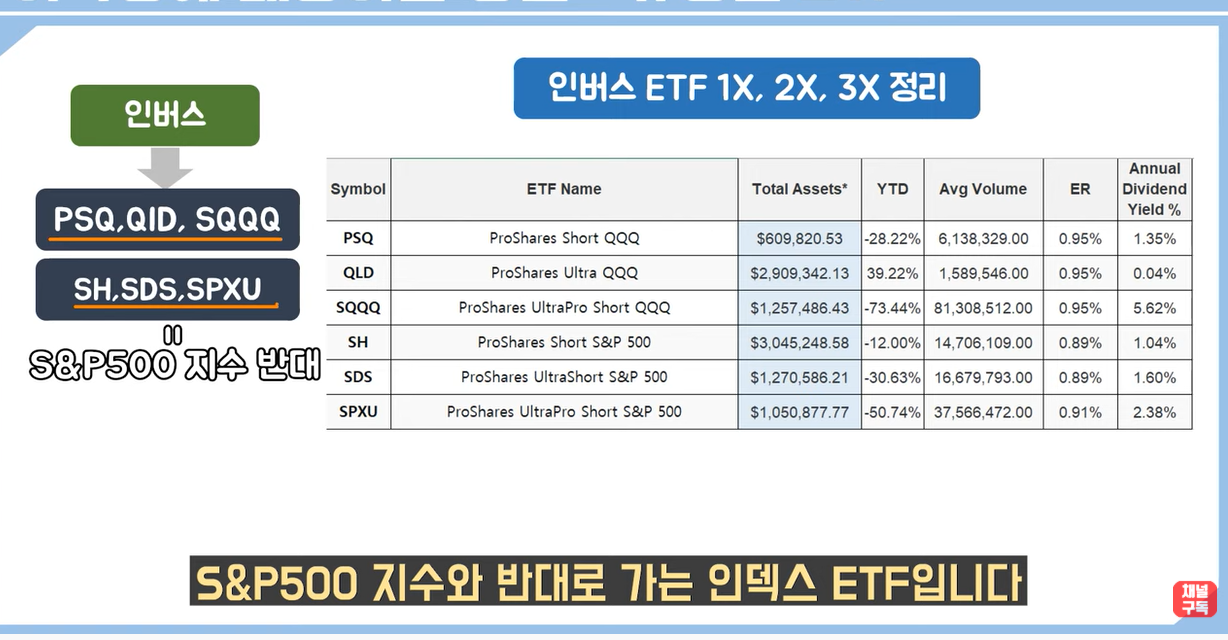 인버스 ETF 1X, 2X, 3X 정리
인버스
PSQ,QID, SQQQ
SH,SDS,SPXU
=
S&P500 지수 반대
Symbol ETF Name Total Assets* YTD Avg Volume ER Annual Dividend Yield %
PSQ ProShares Short QQQ $609,820.53 -28.22% 6,138,329.00 0.95% 1.35%
QLD ProShares Ultra QQQ $2,909,342.13 39.22% 1,589,546.00 0.95% 0.04%
SQQQ ProShares UltraPro Short QQQ $1,257,486.43 -73.44% 81,308,512.00 0.95% 5.62%
SH ProShares Short S&P 500 $3,045,248.58 -12.00% 14,706,109.00 0.89% 1.04%
SDS ProShares UltraShort S&P 500 $1,270,586.21 -30.63% 16,679,793.00 0.89% 1.60%
SPXU ProShares UltraPro Short S&P 500 $1,050,877.77 -50.74% 37,566,472.00 0.91% 2.38%
S&P500 지수와 반대로 가는 인덱스 ETF입니다
채널
구독